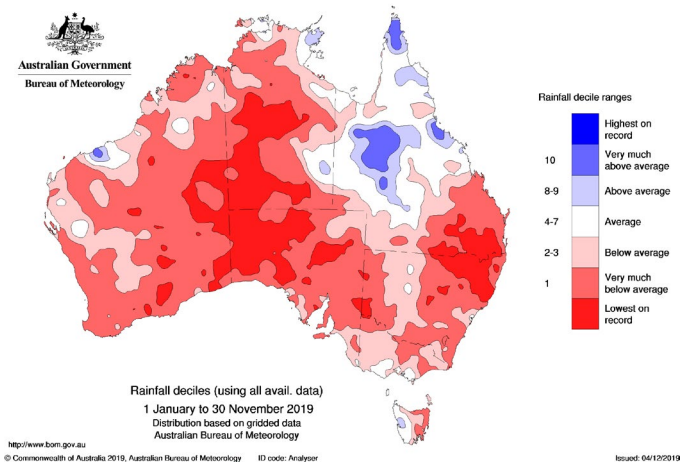 Australian Government
Bureau of Meteorology
Rainfall decile ranges
Highest on
record
10 Very much
above average
8-9 Above average
4-7 Average
2-3 Below average
1 Very much
below average
Lowest on
record
Rainfall deciles (using all avail. data)
1 January to 30 November 2019
Distribution based on gridded data
Australian Bureau of Meteorology
http://www.bom.gov.au
© Commonwealth of Australia 2019, Australian Bureau of Meteorology ID code: Analyser Issued: 04/12/2019